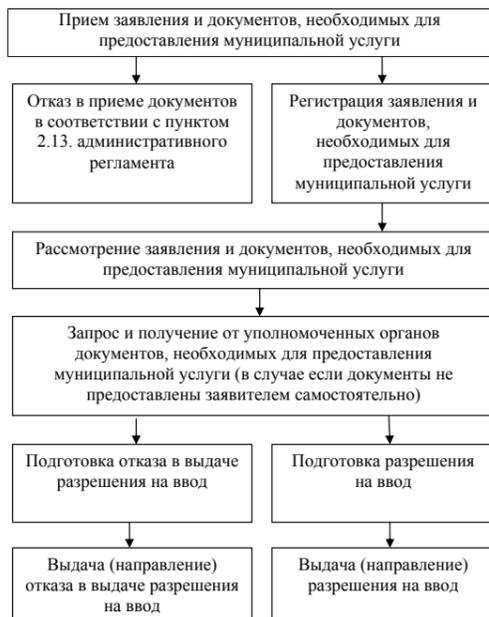 Прием заявления и документов, необходимых для
предоставления муниципальной услуги
Отказ в приеме документов
в соответствии с пунктом
2.13. административного
регламента
Регистрация заявления и
документов,
необходимых для
предоставления
муниципальной услуги
Рассмотрение заявления и документов, необходимых для
предоставления муниципальной услуги
Запрос и получение от уполномоченных органов
документов, необходимых для предоставления
муниципальной услуги (в случае если документы не
предоставлены заявителем самостоятельно)
Подготовка отказа в выдаче
разрешения на ввод
Подготовка разрешения
на ввод
Выдача (направление)
отказа в выдаче разрешения
на ввод
Выдача (направление)
разрешения на ввод